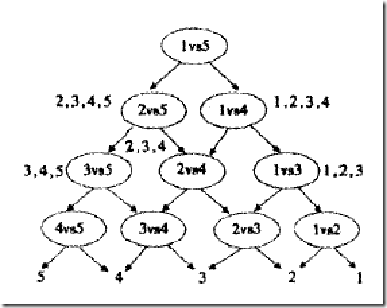 1vs5
2,3,4,5 2vs5 1vs4 1,2,3,4
2,3,4
3,4,5 3vs5 2vs4 1vs3 1,2,3
4vs5 3vs4 2vs3 1vs2
5 4 3 2 1